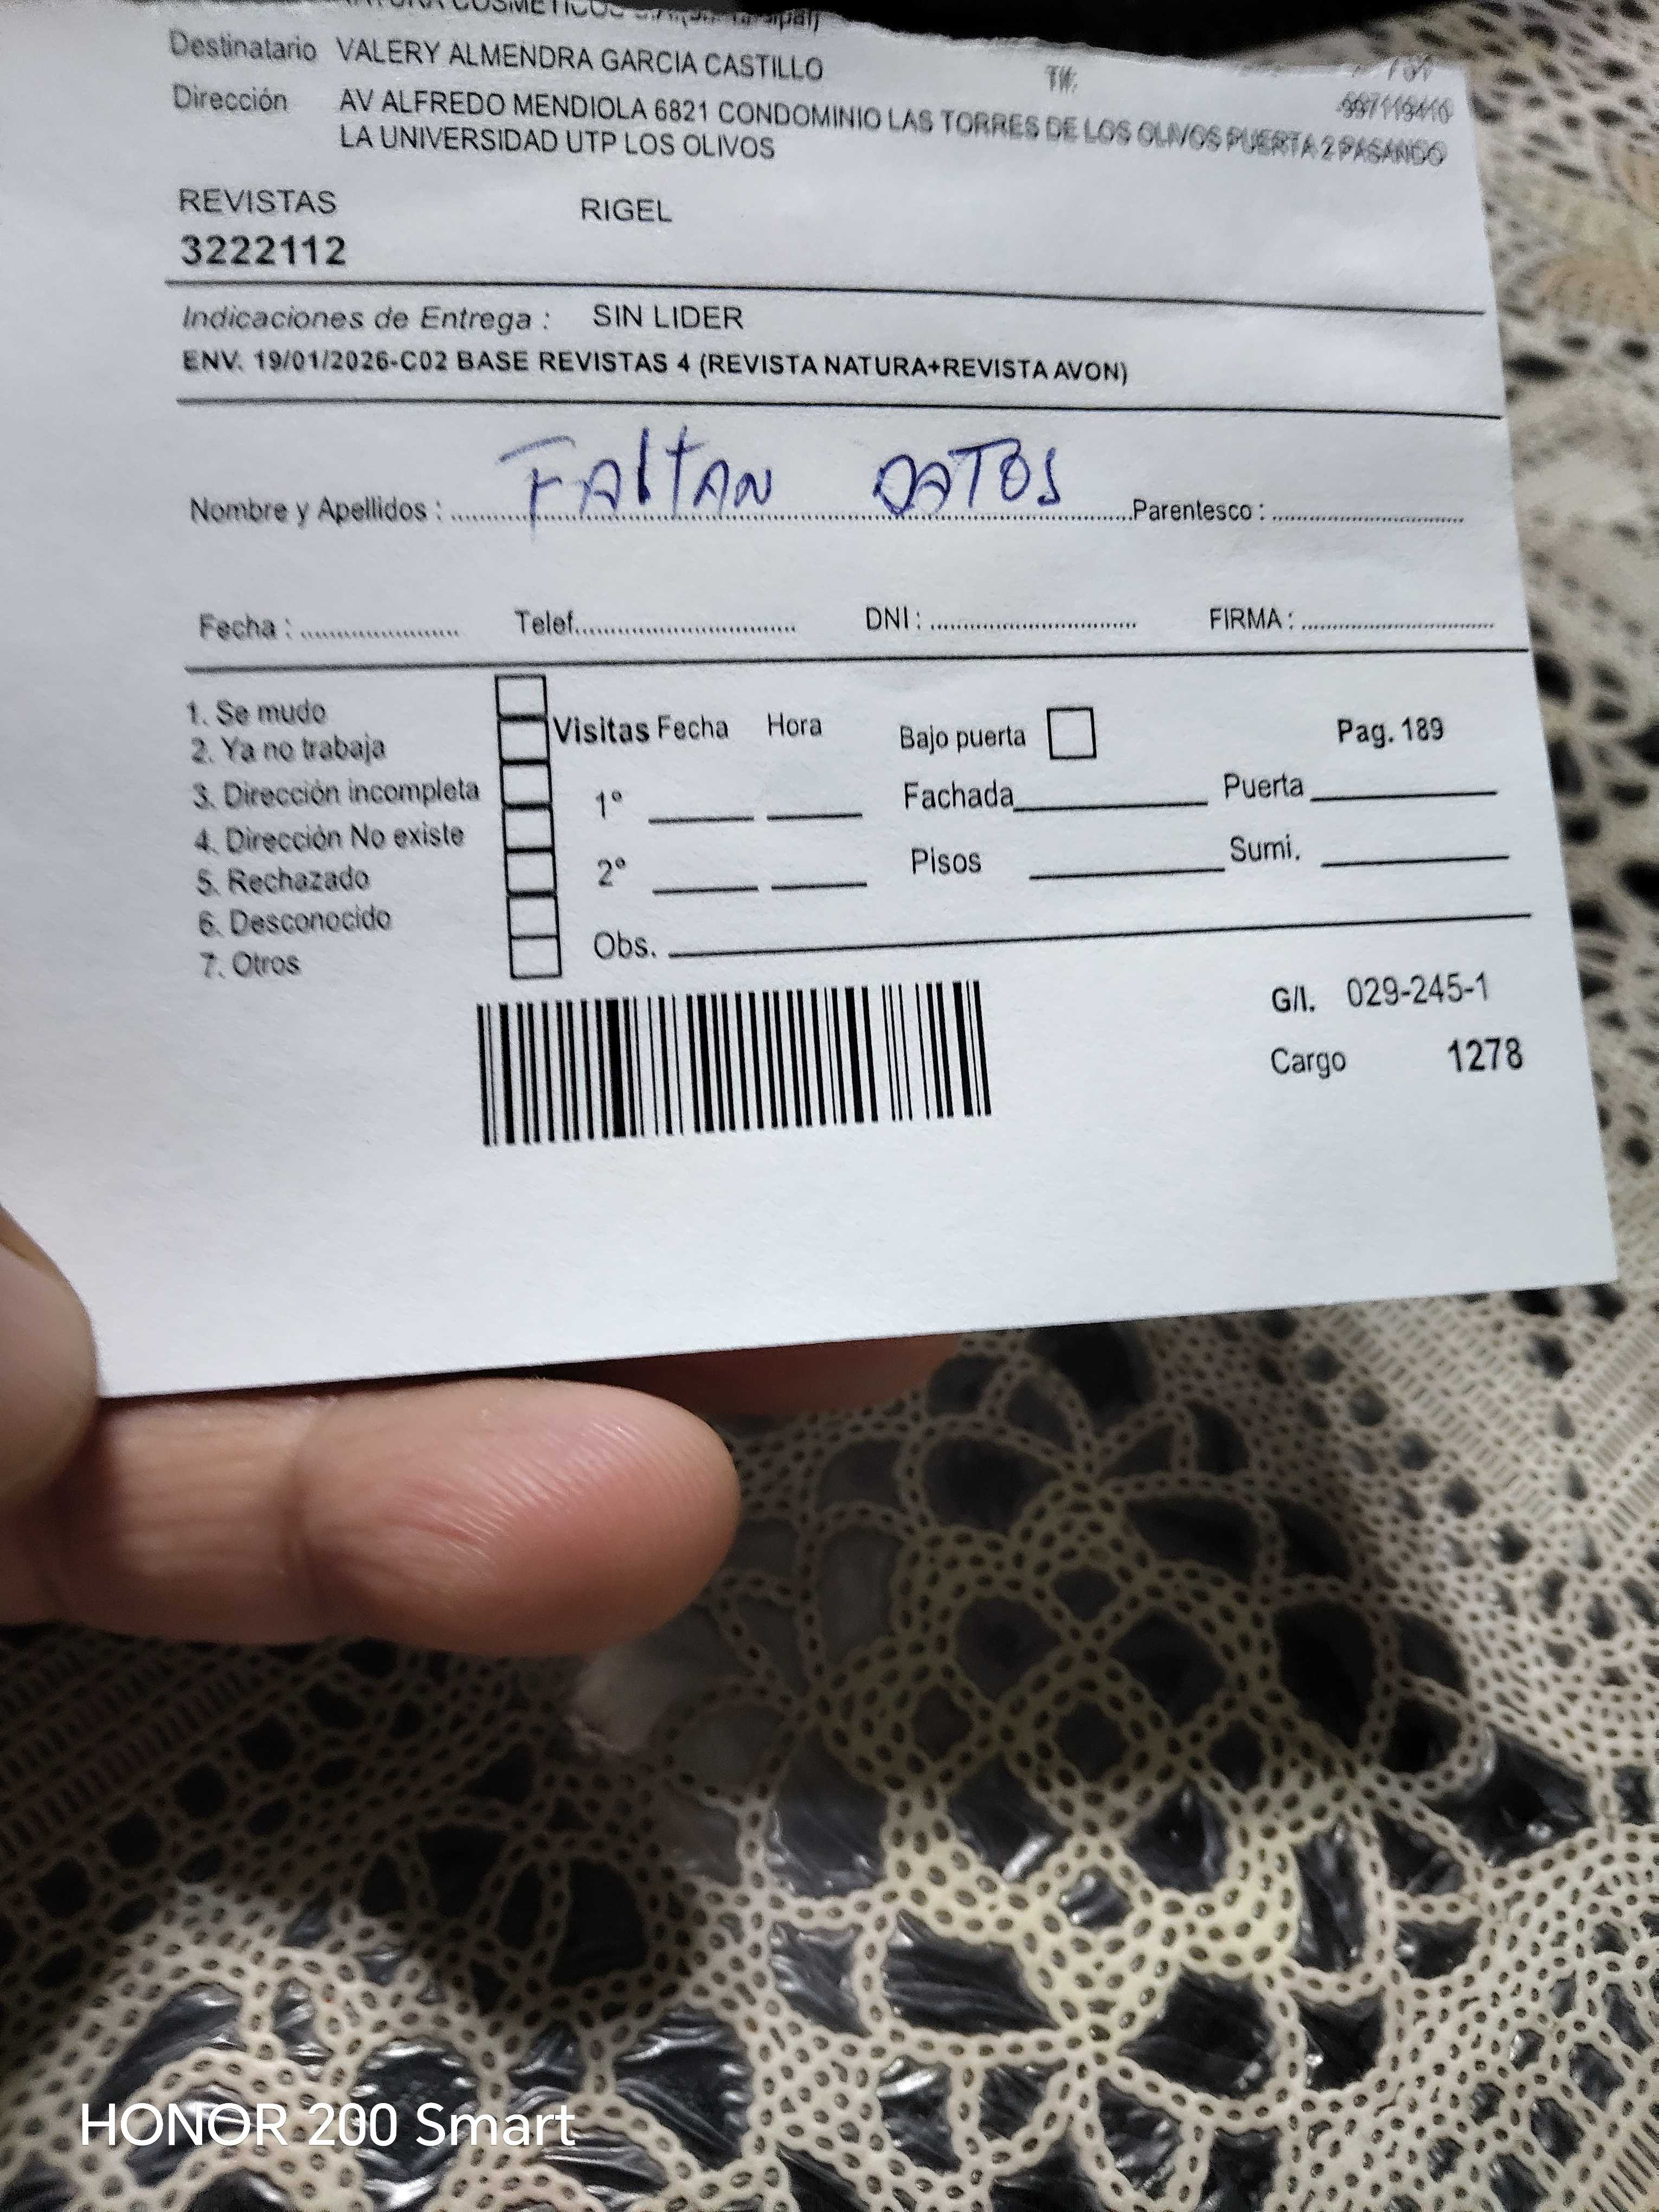 NATURA COSMETICOS S.A.
Destinatario VALERY ALMENDRA GARCIA CASTILLO
Dirección AV ALFREDO MENDIOLA 6821 CONDOMINIO LAS TORRES DE LOS OLIVOS PUERTA 2 PASANDO
LA UNIVERSIDAD UTP LOS OLIVOS
REVISTAS RIGEL
3222112
Indicaciones de Entrega : SIN LIDER
ENV. 19/01/2026-C02 BASE REVISTAS 4 (REVISTA NATURA+REVISTA AVON)
Nombre y Apellidos : FAltAN DATOS Parentesco :
Fecha : Telef. DNI : FIRMA :
1. Se mudo
2. Ya no trabaja
3. Dirección incompleta
4. Dirección No existe
5. Rechazado
6. Desconocido
7. Otros
Visitas Fecha Hora
1°
2°
Obs.
Bajo puerta
Fachada Puerta
Pisos Sumi.
Pag. 189
G/I. 029-245-1
Cargo 1278
HONOR 200 Smart